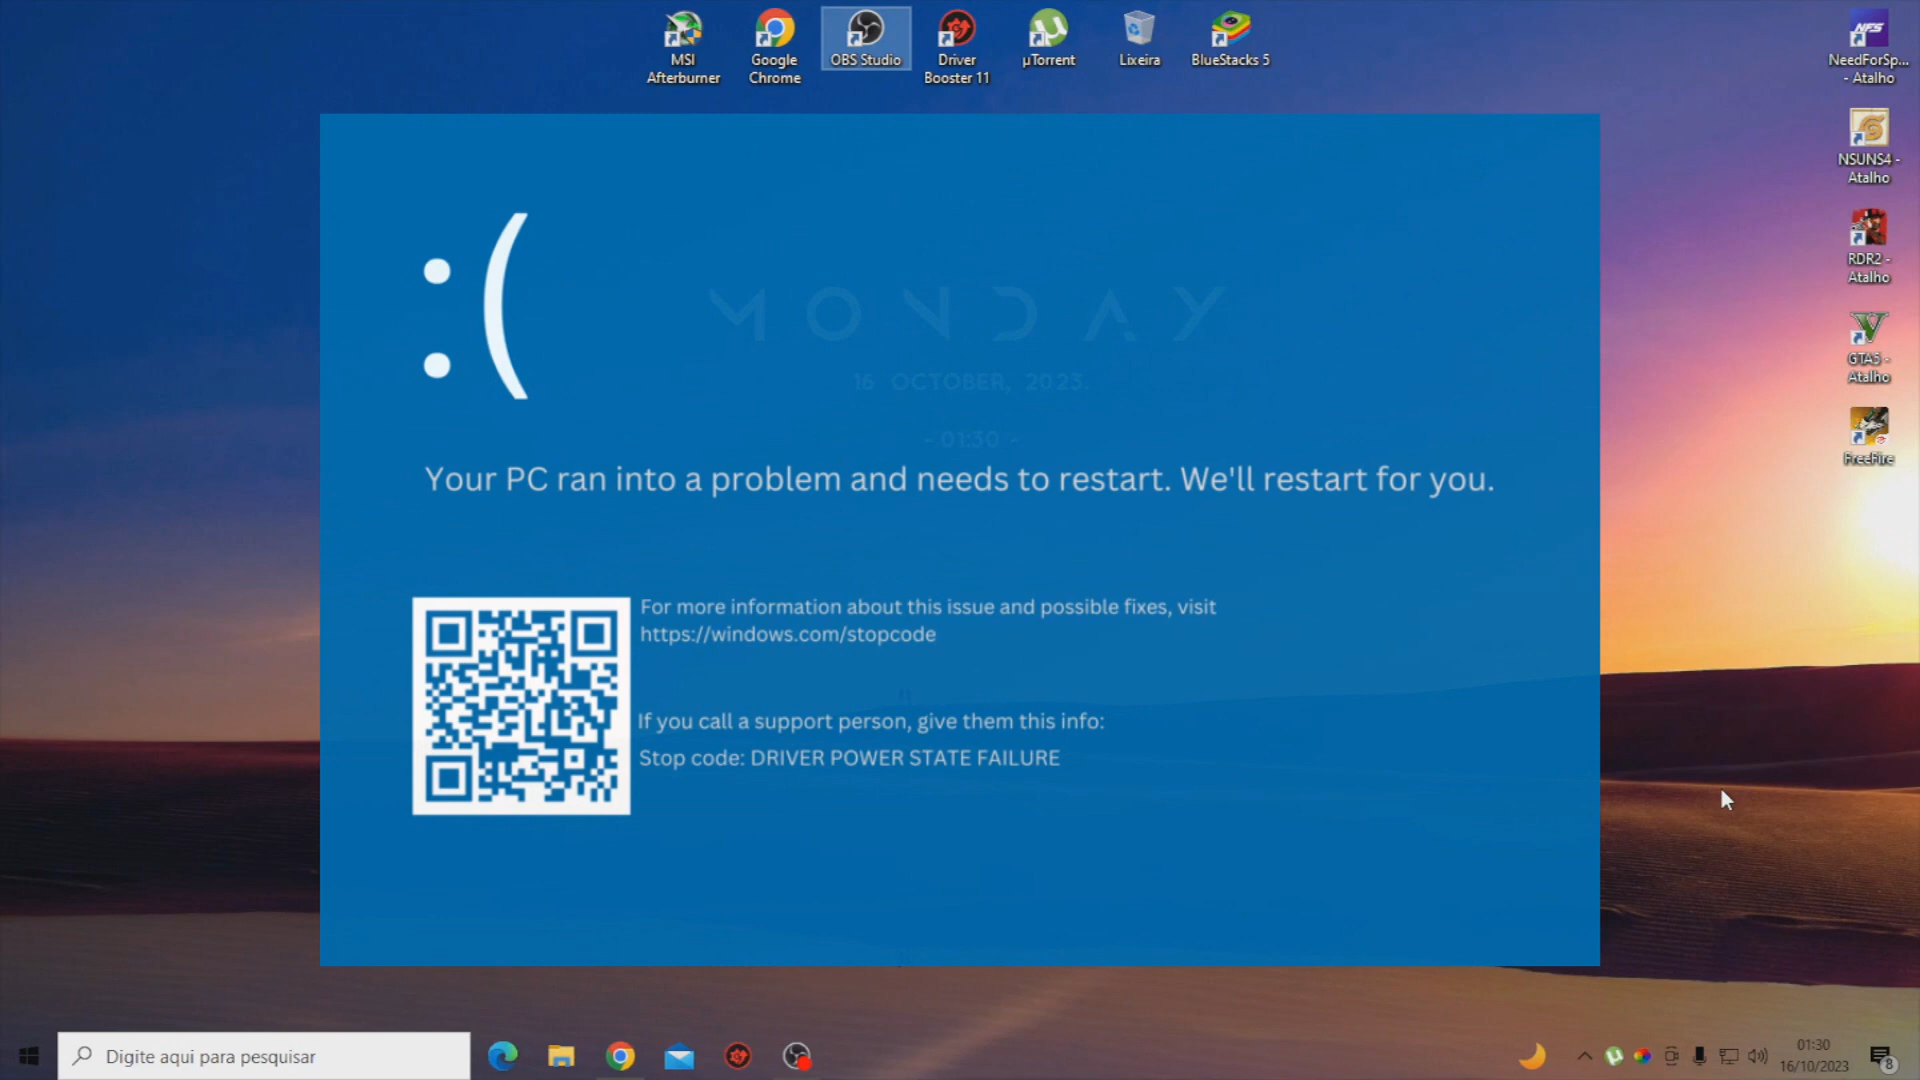 MSI
Afterburner
Google
Chrome
OBS Studio
Driver
Booster 11
µTorrent
Lixeira
BlueStacks 5
NFS
NeedForSp...
- Atalho
NSUNS4 -
Atalho
RDR2 -
Atalho
GTA5 -
Atalho
FreeFire
:(
MONDAY
16 OCTOBER, 2023.
- 01:30 -
Your PC ran into a problem and needs to restart. We'll restart for you.
For more information about this issue and possible fixes, visit
https://windows.com/stopcode
If you call a support person, give them this info:
Stop code: DRIVER POWER STATE FAILURE
Digite aqui para pesquisar
01:30
16/10/2023
8